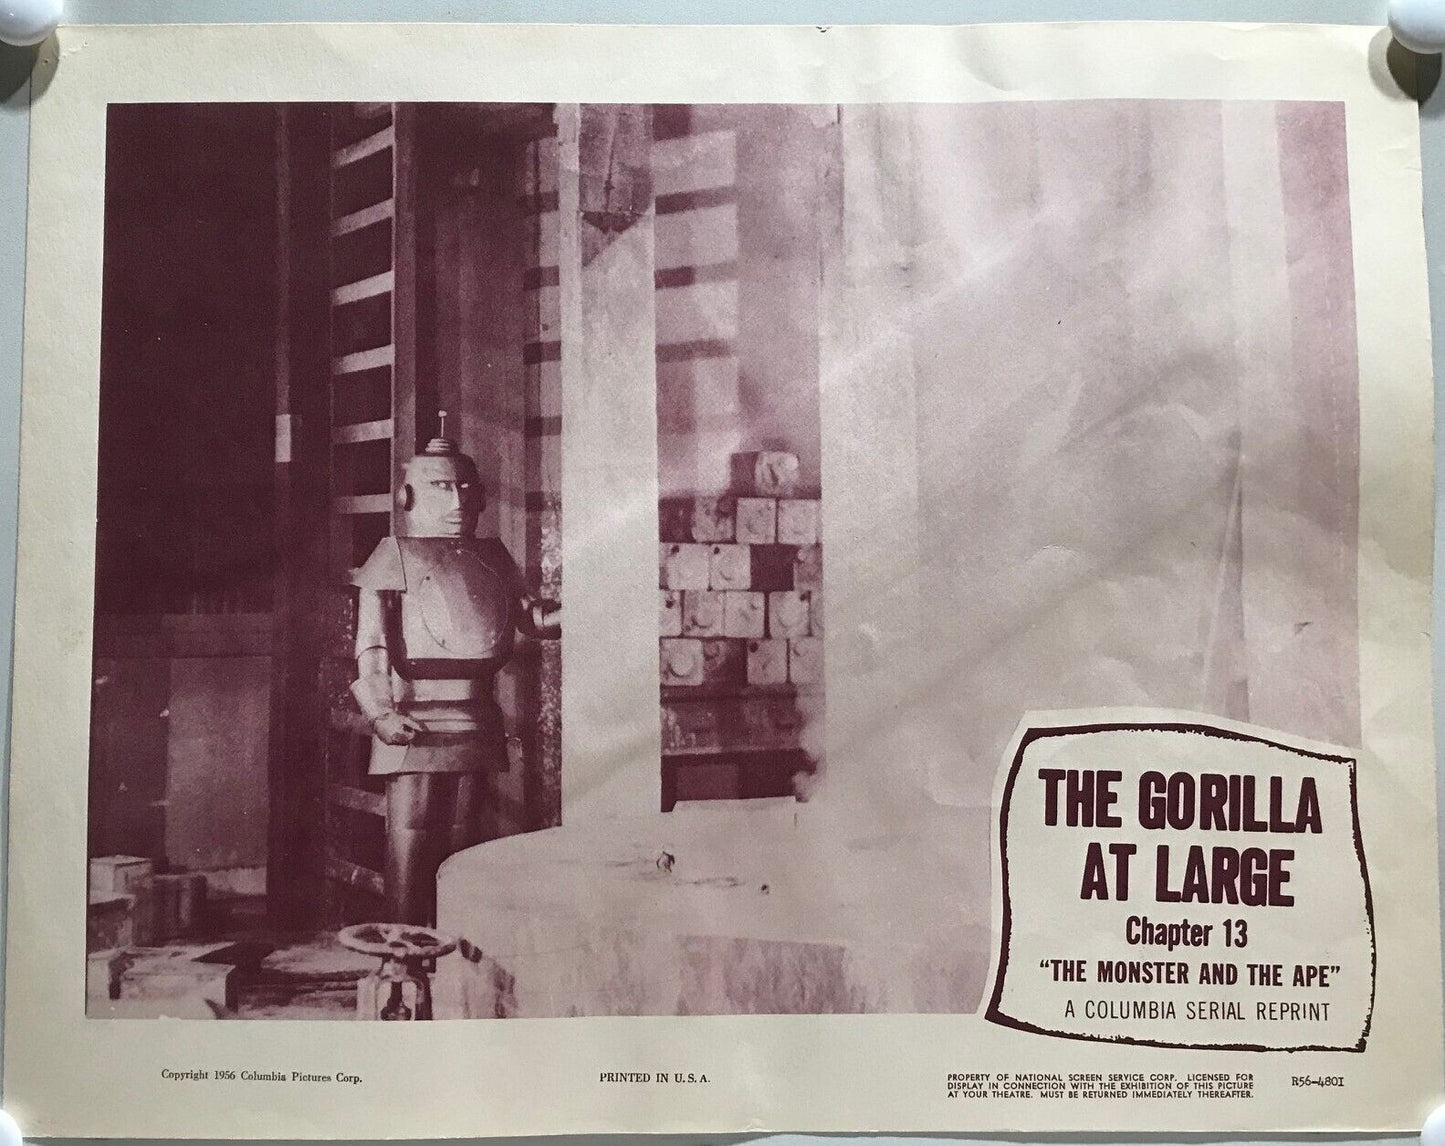 THE GORILLA
AT LARGE
Chapter 13
“THE MONSTER AND THE APE”
A COLUMBIA SERIAL REPRINT
Copyright 1956 Columbia Pictures Corp.
PRINTED IN U. S. A.
PROPERTY OF NATIONAL SCREEN SERVICE CORP. LICENSED FOR
DISPLAY IN CONNECTION WITH THE EXHIBITION OF THIS PICTURE
AT YOUR THEATRE. MUST BE RETURNED IMMEDIATELY THEREAFTER.
R56-4801